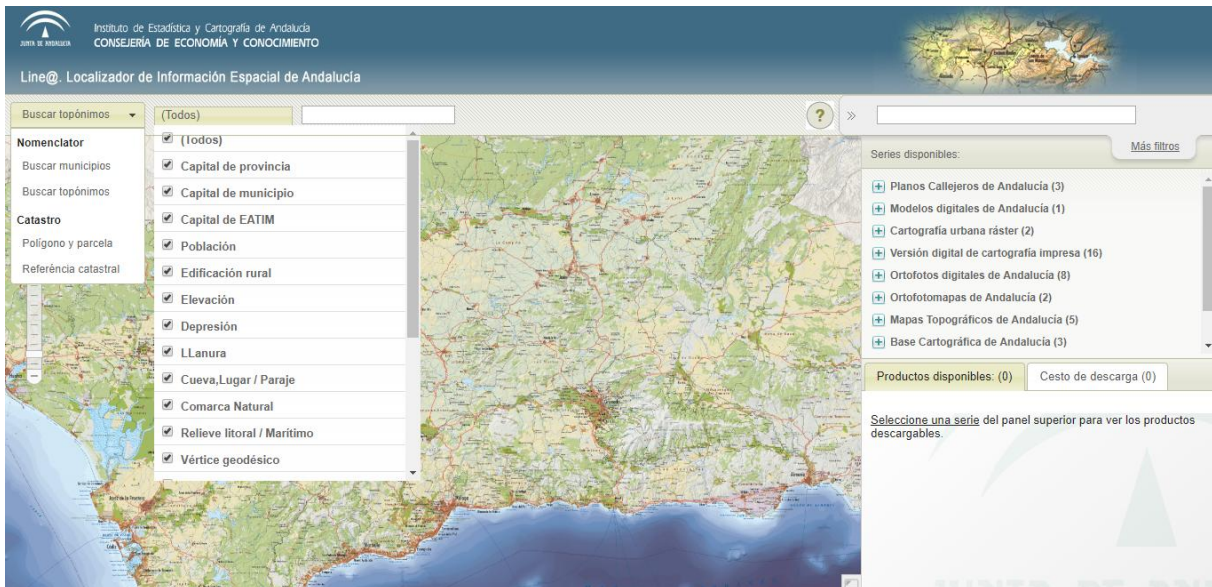 Instituto de Estadística y Cartografía de Andalucía
CONSEJERÍA DE ECONOMÍA Y CONOCIMIENTO
JUNTA DE ANDALUCIA
Line@. Localizador de Información Espacial de Andalucía
Buscar topónimos
(Todos)
?
»
Nomenclator
Buscar municipios
Buscar topónimos
Catastro
Polígono y parcela
Referencia catastral
(Todos)
Capital de provincia
Capital de municipio
Capital de EATIM
Población
Edificación rural
Elevación
Depresión
LLanura
Cueva,Lugar / Paraje
Comarca Natural
Relieve litoral / Marítimo
Vértice geodésico
Más filtros
Series disponibles:
Planos Callejeros de Andalucía (3)
Modelos digitales de Andalucía (1)
Cartografía urbana ráster (2)
Versión digital de cartografía impresa (16)
Ortofotos digitales de Andalucía (8)
Ortofotomapas de Andalucía (2)
Mapas Topográficos de Andalucía (5)
Base Cartográfica de Andalucía (3)
Productos disponibles: (0)
Cesto de descarga (0)
Seleccione una serie del panel superior para ver los productos
descargables.